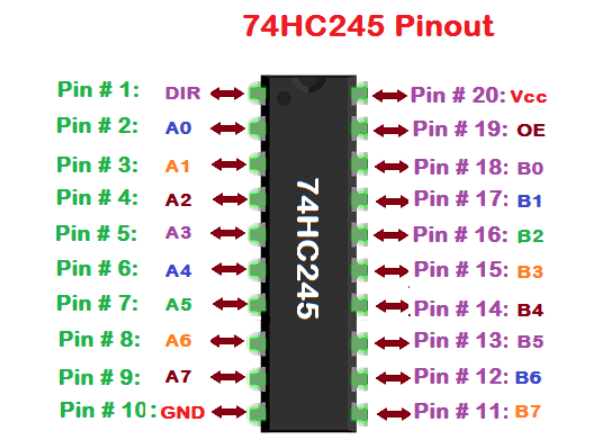 74HC245 Pinout
Pin # 1: DIR
Pin # 2: A0
Pin # 3: A1
Pin # 4: A2
Pin # 5: A3
Pin # 6: A4
Pin # 7: A5
Pin # 8: A6
Pin # 9: A7
Pin # 10: GND
74HC245
Pin # 20: Vcc
Pin # 19: OE
Pin # 18: B0
Pin # 17: B1
Pin # 16: B2
Pin # 15: B3
Pin # 14: B4
Pin # 13: B5
Pin # 12: B6
Pin # 11: B7